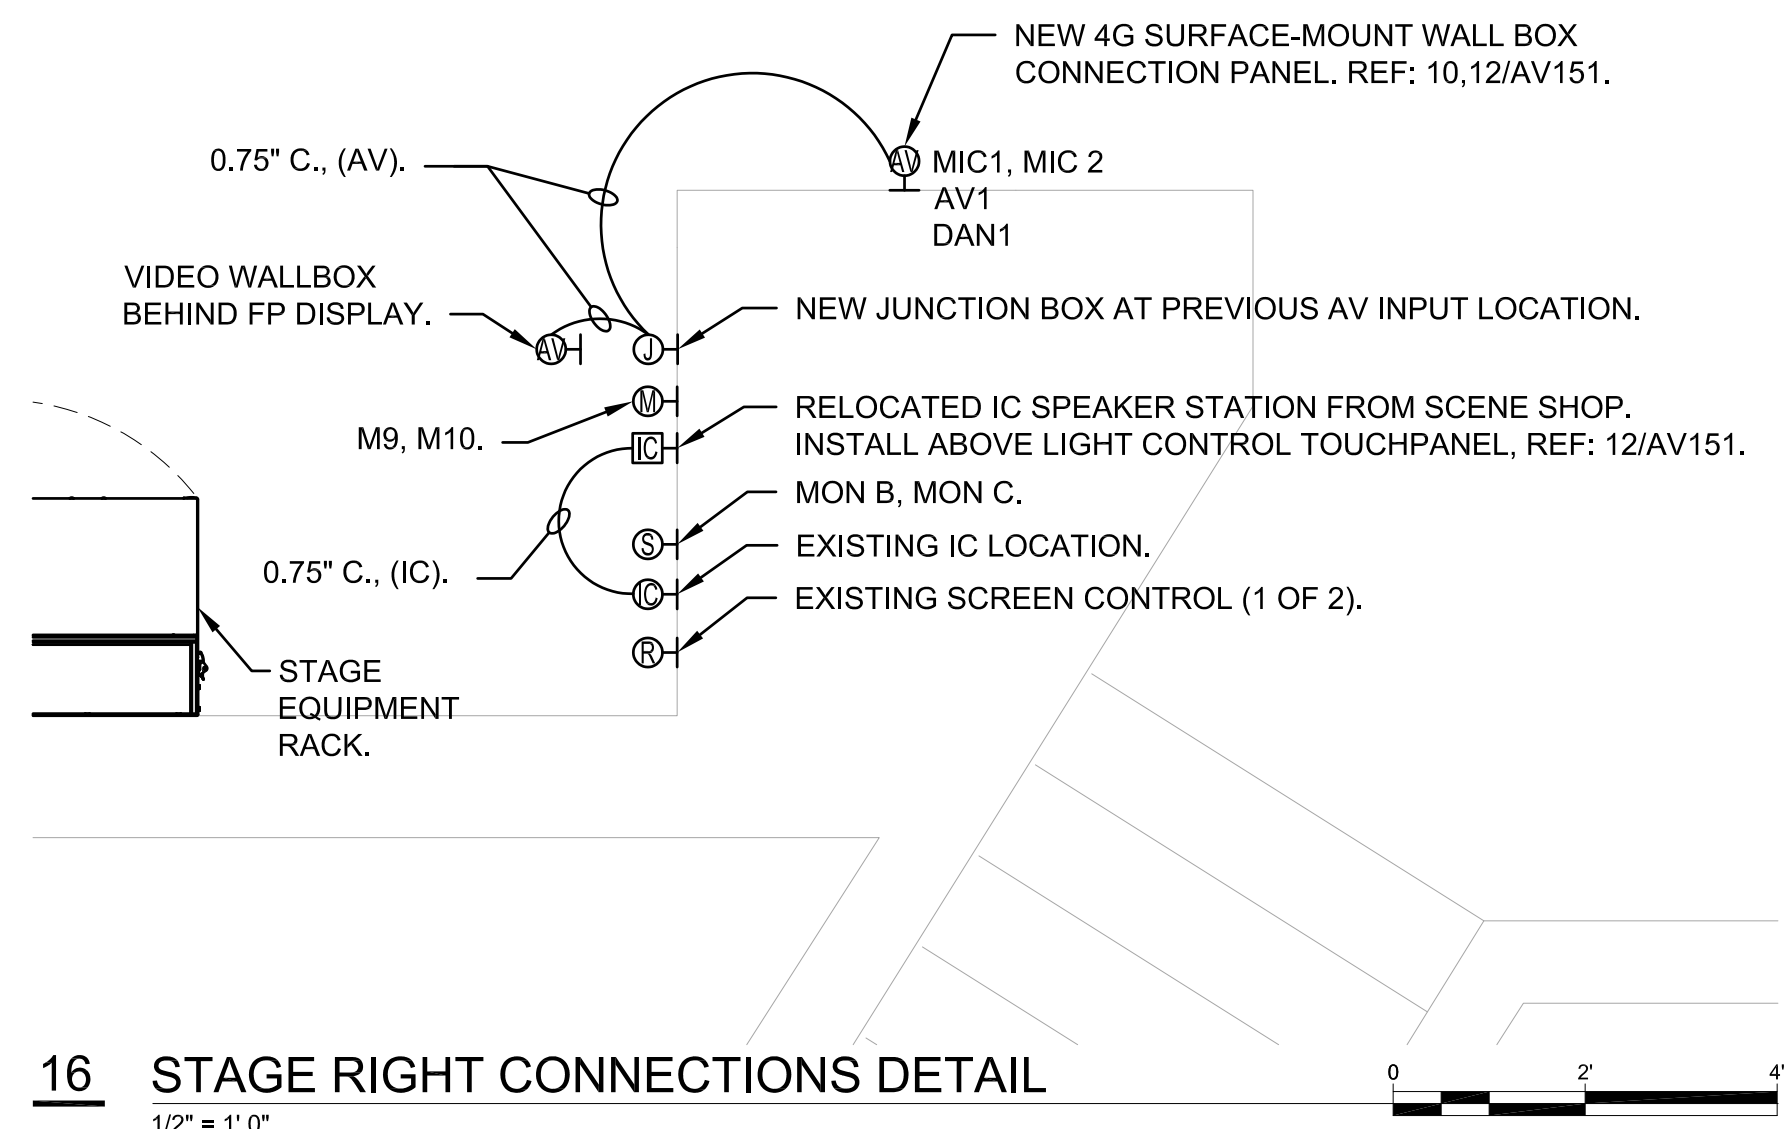 NEW 4G SURFACE-MOUNT WALL BOX
CONNECTION PANEL. REF: 10,12/AV151.
0.75" C., (AV).
AV
MIC1, MIC 2
AV1
DAN1
VIDEO WALLBOX
BEHIND FP DISPLAY.
AV
J
NEW JUNCTION BOX AT PREVIOUS AV INPUT LOCATION.
M9, M10.
M
IC
RELOCATED IC SPEAKER STATION FROM SCENE SHOP.
INSTALL ABOVE LIGHT CONTROL TOUCHPANEL, REF: 12/AV151.
MON B, MON C.
S
0.75" C., (IC).
IC
EXISTING IC LOCATION.
EXISTING SCREEN CONTROL (1 OF 2).
R
STAGE
EQUIPMENT
RACK.
16 STAGE RIGHT CONNECTIONS DETAIL
1/2" = 1' 0"
0 2' 4'